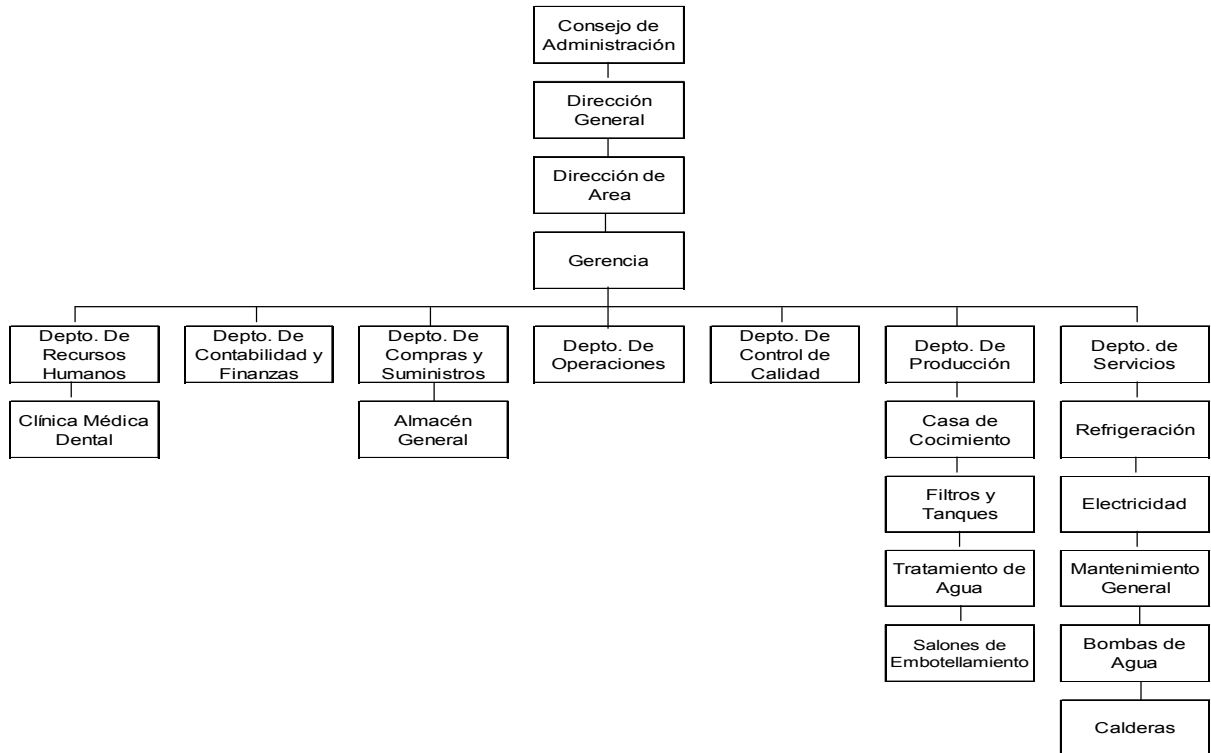 Consejo de
Administración
Dirección
General
Dirección de
Area
Gerencia
Depto. De
Recursos
Humanos
Depto. De
Contabilidad y
Finanzas
Depto. De
Compras y
Suministros
Depto. De
Operaciones
Depto. De
Control de
Calidad
Depto. De
Producción
Depto. de
Servicios
Clínica Médica
Dental
Almacén
General
Casa de
Cocimiento
Refrigeración
Filtros y
Tanques
Electricidad
Tratamiento de
Agua
Mantenimiento
General
Salones de
Embotellamiento
Bombas de
Agua
Calderas